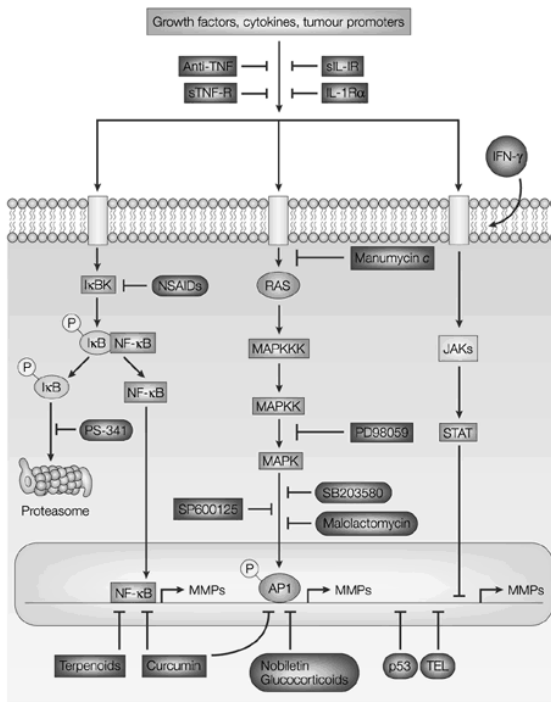 Growth factors, cytokines, tumour promoters
Anti-TNF
sIL-IR
sTNF-R
IL-1Rα
IFN-γ
Manumycin c
IκBK
NSAIDs
RAS
P
IκB
NF-κB
MAPKKK
JAKs
P
IκB
NF-κB
MAPKK
PS-341
PD98059
STAT
MAPK
Proteasome
SB203580
SP600125
Malolactomycin
P
NF-κB
MMPs
AP1
MMPs
MMPs
Terpenoids
Curcumin
Nobiletin
Glucocorticoids
p53
TEL